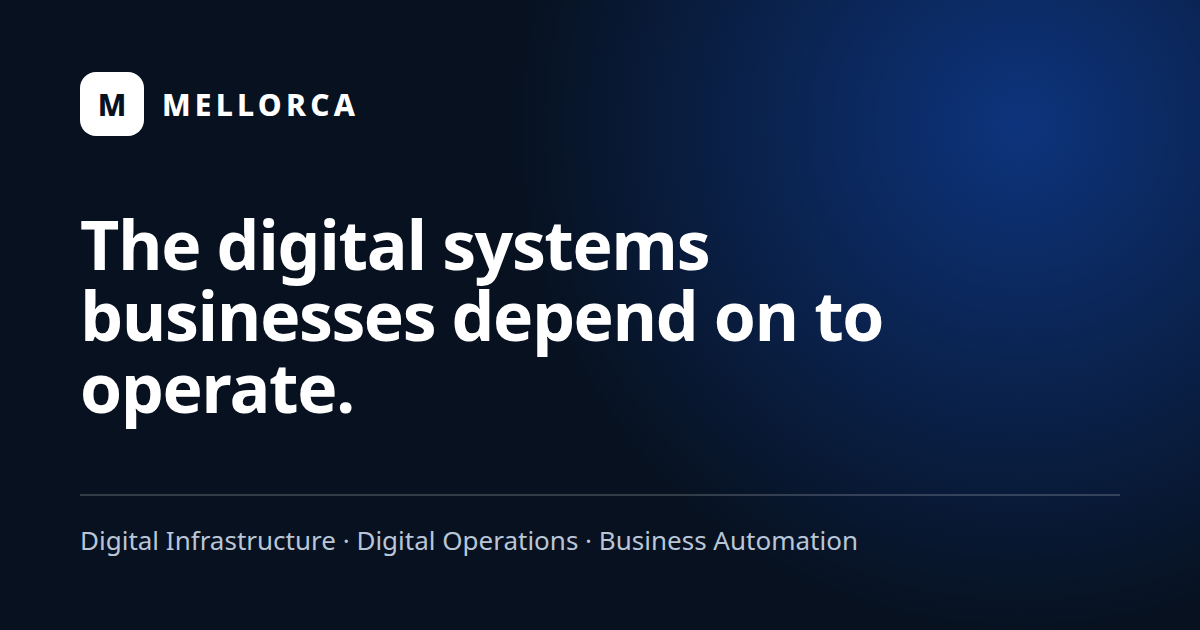 M MELLORCA
The digital systems
businesses depend on to
operate.
Digital Infrastructure · Digital Operations · Business Automation